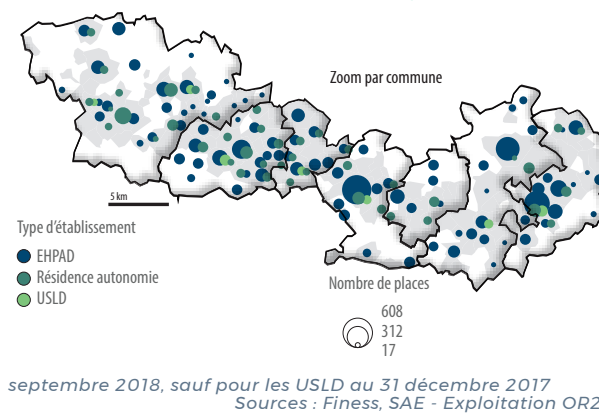 Zoom par commune
5 km
Type d'établissement
EHPAD
Résidence autonomie
USLD
Nombre de places
608
312
17
septembre 2018, sauf pour les USLD au 31 décembre 2017
Sources : Finess, SAE - Exploitation OR2